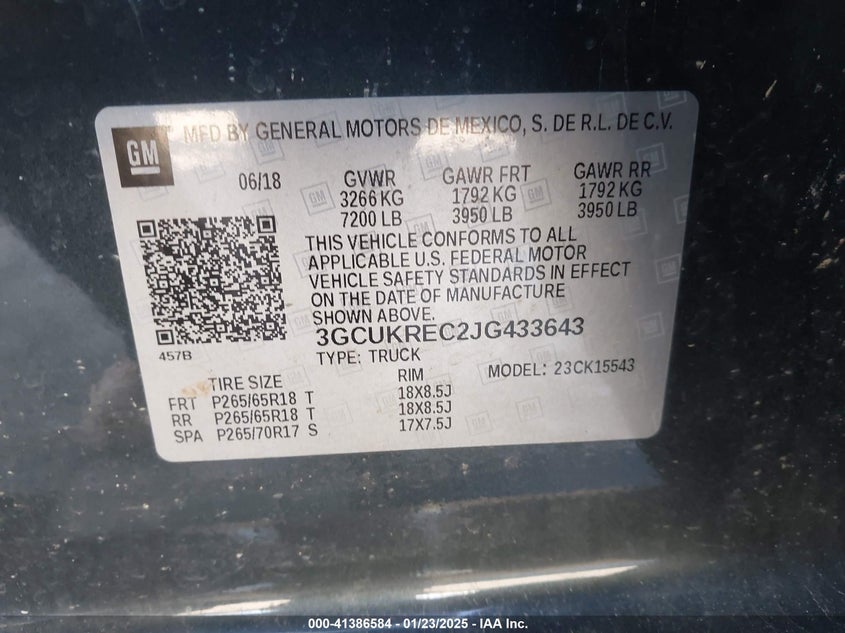 MFD BY GENERAL MOTORS DE MEXICO, S. DE R.L. DE C.V.
GM
06/18 GVWR GAWR FRT GAWR RR
3266 KG 1792 KG 1792 KG
7200 LB 3950 LB 3950 LB
THIS VEHICLE CONFORMS TO ALL
APPLICABLE U.S. FEDERAL MOTOR
VEHICLE SAFETY STANDARDS IN EFFECT
ON THE DATE OF MANUFACTURE
SHOWN ABOVE.
3GCUKREC2JG433643
457B
TYPE: TRUCK MODEL: 23CK15543
TIRE SIZE RIM
FRT P265/65R18 T 18X8.5J
RR P265/65R18 T 18X8.5J
SPA P265/70R17 S 17X7.5J
000-41386584 / 01/23/2025 - IAA Inc.